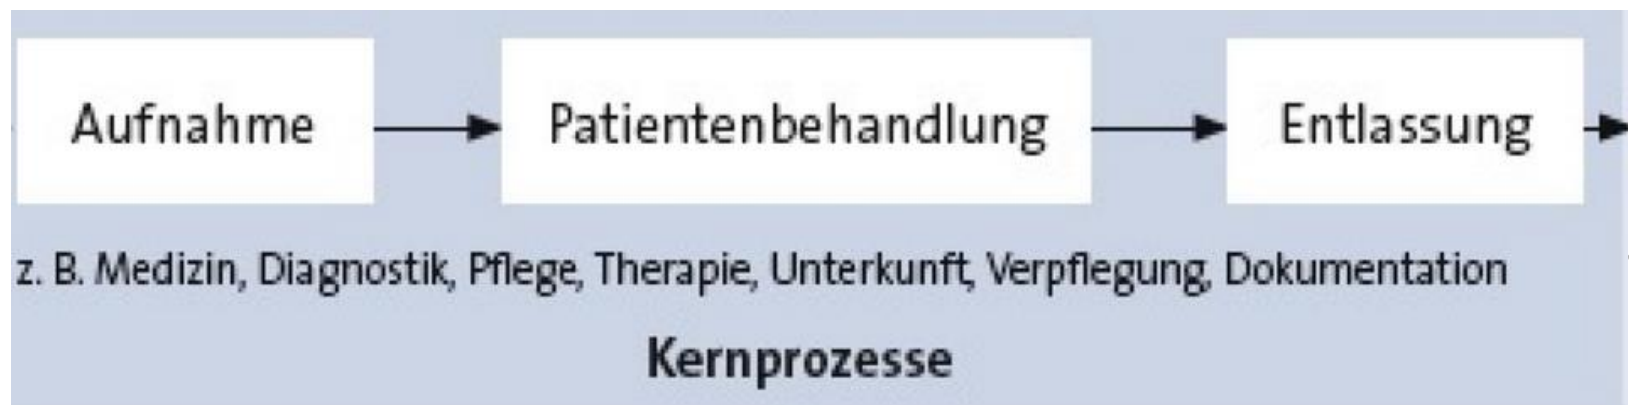 Aufnahme Patientenbehandlung Entlassung
z. B. Medizin, Diagnostik, Pflege, Therapie, Unterkunft, Verpflegung, Dokumentation
Kernprozesse